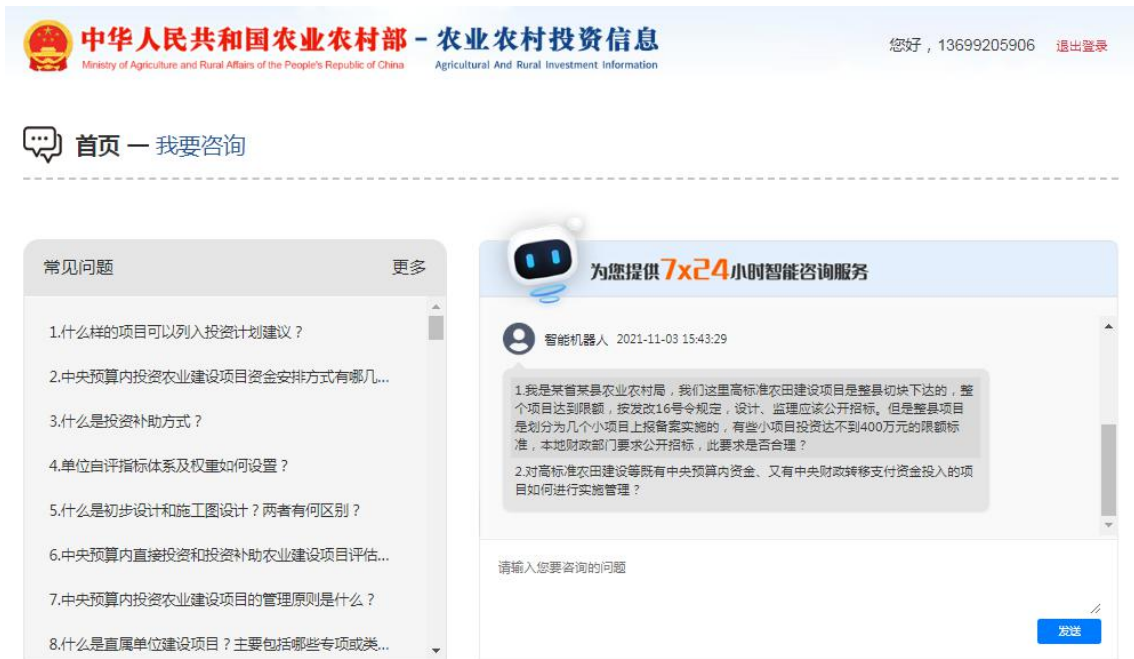 中华人民共和国农业农村部 - 农业农村投资信息
Ministry of Agriculture and Rural Affairs of the People's Republic of China Agricultural And Rural Investment Information
您好，13699205906 退出登录
首页 — 我要咨询
常见问题 更多
1.什么样的项目可以列入投资计划建议？
2.中央预算内投资农业建设项目资金安排方式有哪几...
3.什么是投资补助方式？
4.单位自评指标体系及权重如何设置？
5.什么是初步设计和施工图设计？两者有何区别？
6.中央预算内直接投资和投资补助农业建设项目评估...
7.中央预算内投资农业建设项目的管理原则是什么？
8.什么是直属单位建设项目？主要包括哪些专项或类...
为您提供7x24小时智能咨询服务
智能机器人 2021-11-03 15:43:29
1.我是某省某县农业农村局，我们这里高标准农田建设项目是整县切块下达的，整
个项目达到限额，按发改16号令规定，设计、监理应该公开招标。但是整县项目
是划分为几个小项目上报备案实施的，有些小项目投资达不到400万元的限额标
准，本地财政部门要求公开招标，此要求是否合理？
2.对高标准农田建设等既有中央预算内资金、又有中央财政转移支付资金投入的项
目如何进行实施管理？
请输入您要咨询的问题
发送